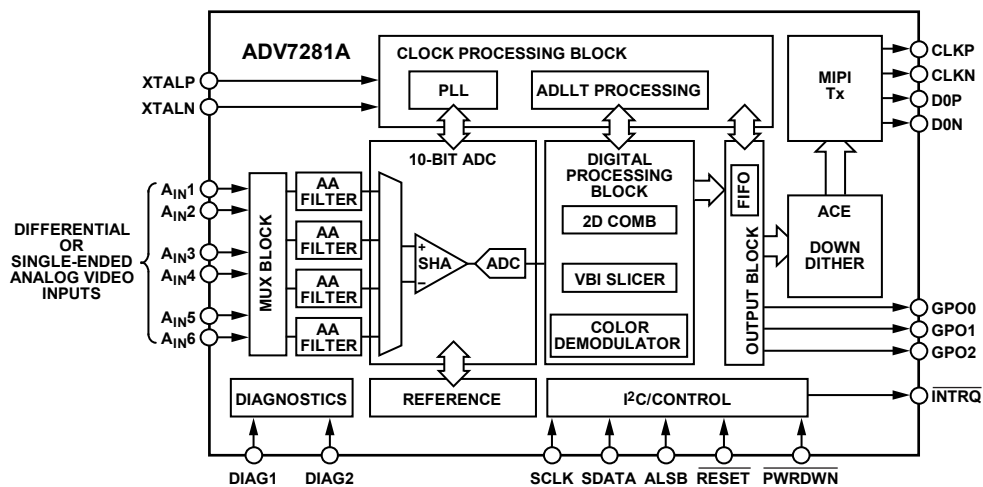 ADV7281A
CLOCK PROCESSING BLOCK
PLL
ADLLT PROCESSING
XTALP
XTALN
MIPI
Tx
CLKP
CLKN
D0P
D0N
10-BIT ADC
DIGITAL
PROCESSING
BLOCK
2D COMB
VBI SLICER
COLOR
DEMODULATOR
FIFO
OUTPUT BLOCK
ACE
DOWN
DITHER
DIFFERENTIAL
OR
SINGLE-ENDED
ANALOG VIDEO
INPUTS
AIN1
AIN2
AIN3
AIN4
AIN5
AIN6
MUX BLOCK
AA
FILTER
AA
FILTER
AA
FILTER
AA
FILTER
+
SHA
–
ADC
GPO0
GPO1
GPO2
DIAGNOSTICS
REFERENCE
I2C/CONTROL
INTRQ
DIAG1
DIAG2
SCLK
SDATA
ALSB
RESET
PWRDWN